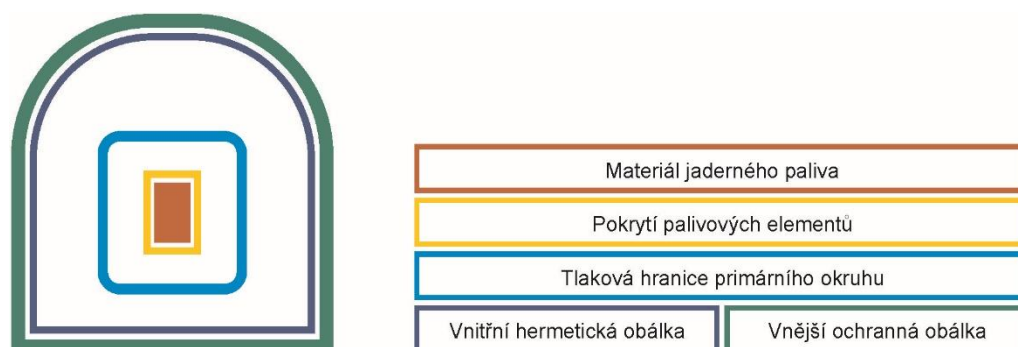 Materiál jaderného paliva
Pokrytí palivových elementů
Tlaková hranice primárního okruhu
Vnitřní hermetická obálka
Vnější ochranná obálka